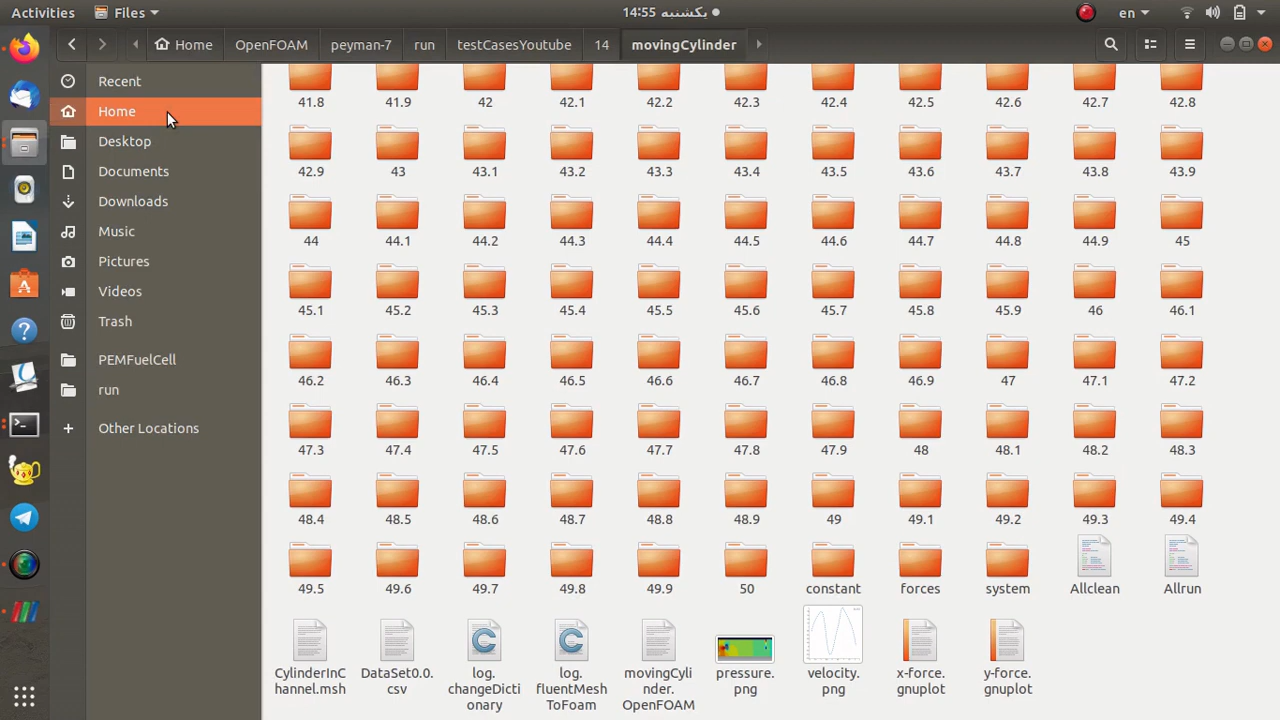 Activities
Files
14:55 یکشنبه
en
Home
OpenFOAM
peyman-7
run
testCasesYoutube
14
movingCylinder
Recent
Home
Desktop
Documents
Downloads
Music
Pictures
Videos
Trash
PEMFuelCell
run
Other Locations
41.8 41.9 42 42.1 42.2 42.3 42.4 42.5 42.6 42.7 42.8
42.9 43 43.1 43.2 43.3 43.4 43.5 43.6 43.7 43.8 43.9
44 44.1 44.2 44.3 44.4 44.5 44.6 44.7 44.8 44.9 45
45.1 45.2 45.3 45.4 45.5 45.6 45.7 45.8 45.9 46 46.1
46.2 46.3 46.4 46.5 46.6 46.7 46.8 46.9 47 47.1 47.2
47.3 47.4 47.5 47.6 47.7 47.8 47.9 48 48.1 48.2 48.3
48.4 48.5 48.6 48.7 48.8 48.9 49 49.1 49.2 49.3 49.4
49.5 49.6 49.7 49.8 49.9 50 constant forces system Allclean Allrun
CylinderInC
hannel.msh
DataSet0.0.
csv
log.
changeDicti
onary
log.
fluentMesh
ToFoam
movingCyli
nder.
OpenFOAM
pressure.
png
velocity.
png
x-force.
gnuplot
y-force.
gnuplot